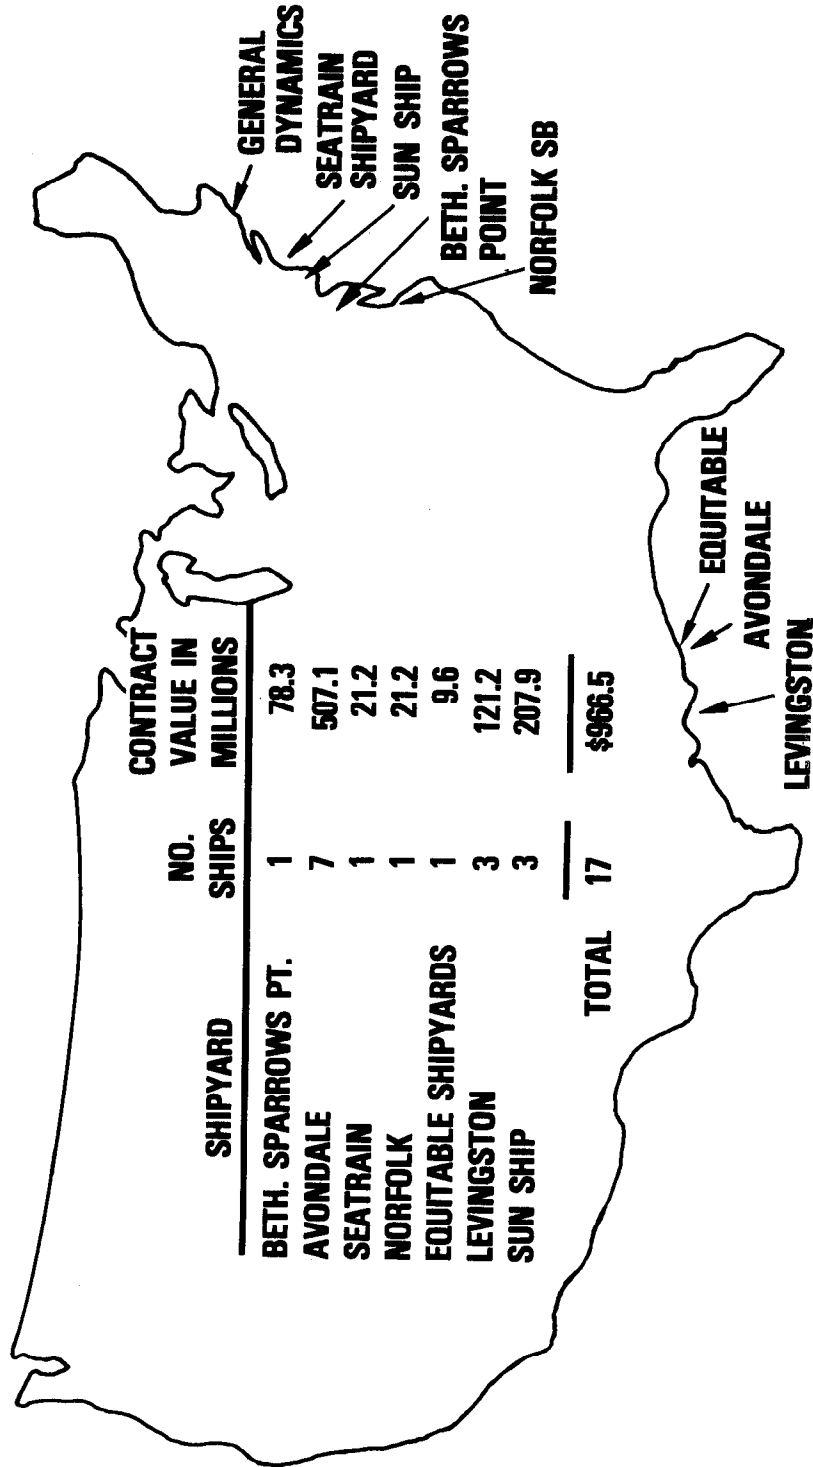 SHIPYARD NO. SHIPS CONTRACT VALUE IN MILLIONS
BETH. SPARROWS PT. 1 78.3
AVONDALE 7 507.1
SEATRAIN 1 21.2
NORFOLK 1 21.2
EQUITABLE SHIPYARDS 1 9.6
LEVINGSTON 3 121.2
SUN SHIP 3 207.9
TOTAL 17 $966.5
GENERAL
DYNAMICS
SEATRAIN
SHIPYARD
SUN SHIP
BETH. SPARROWS
POINT
NORFOLK SB
EQUITABLE
AVONDALE
LEVINGSTON